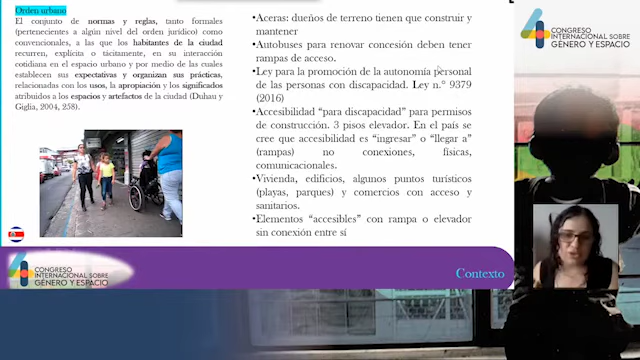 Orden urbano
El conjunto de normas y reglas, tanto formales
(pertenecientes a algún nivel del orden jurídico) como
convencionales, a las que los habitantes de la ciudad
recurren, explícita o tácitamente, en su interacción
cotidiana en el espacio urbano y por medio de las cuales
establecen sus expectativas y organizan sus prácticas,
relacionadas con los usos, la apropiación y los significados
atribuidos a los espacios y artefactos de la ciudad (Duhau y
Giglia, 2004, 258).
•Aceras: dueños de terreno tienen que construir y
mantener
•Autobuses para renovar concesión deben tener
rampas de acceso.
•Ley para la promoción de la autonomía personal
de las personas con discapacidad. Ley n.° 9379
(2016)
•Accesibilidad “para discapacidad” para permisos
de construcción. 3 pisos elevador. En el país se
cree que accesibilidad es “ingresar” o “llegar a”
(rampas) no conexiones, físicas,
comunicacionales.
•Vivienda, edificios, algunos puntos turísticos
(playas, parques) y comercios con acceso y
sanitarios.
•Elementos “accesibles” con rampa o elevador
sin conexión entre sí
4 CONGRESO
INTERNACIONAL SOBRE
GÉNERO Y ESPACIO
Contexto
4 CONGRESO
INTERNACIONAL SOBRE
GÉNERO Y ESPACIO
4 CONGRESO
INTERNACIONAL SOBRE
GÉNERO Y ESPACIO